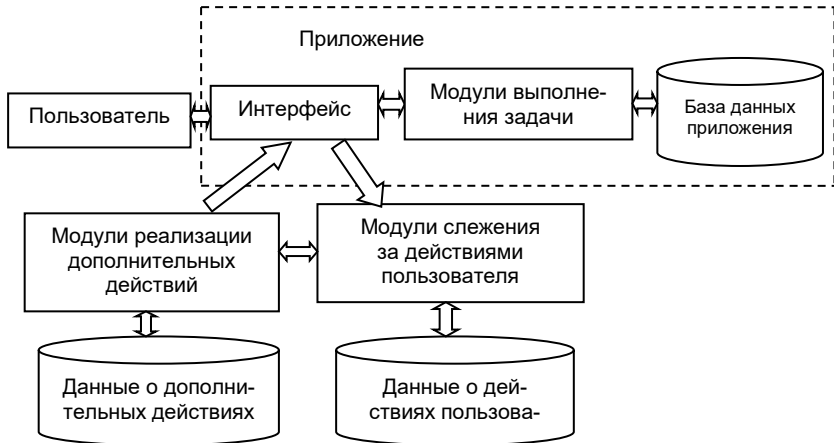 Приложение
Пользователь
Интерфейс
Модули выполне-
ния задачи
База данных
приложения
Модули реализации
дополнительных
действий
Модули слежения
за действиями
пользователя
Данные о дополни-
тельных действиях
Данные о дей-
ствиях пользова-